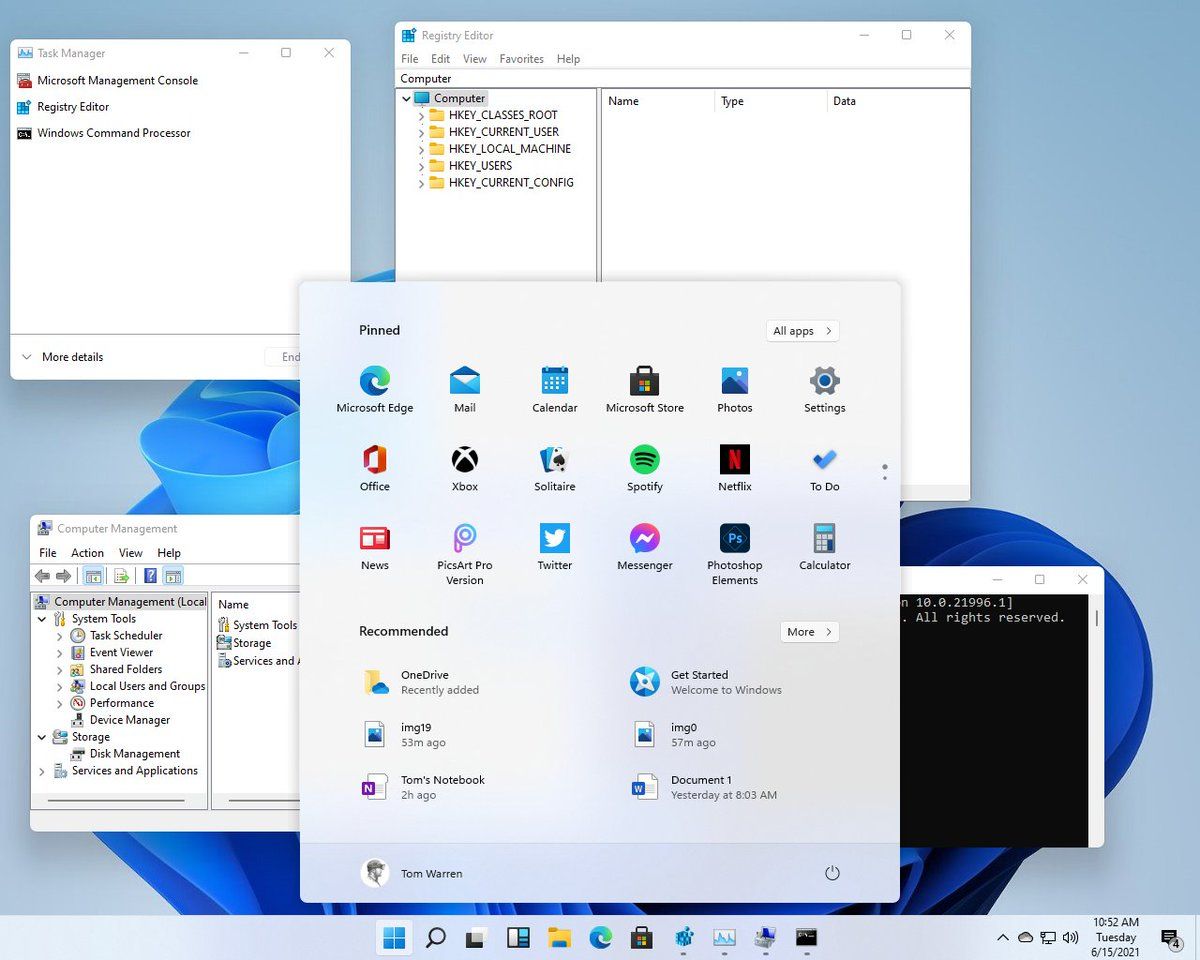 Task Manager
Microsoft Management Console
Registry Editor
Windows Command Processor
More details
End
Registry Editor
File Edit View Favorites Help
Computer
Computer
HKEY_CLASSES_ROOT
HKEY_CURRENT_USER
HKEY_LOCAL_MACHINE
HKEY_USERS
HKEY_CURRENT_CONFIG
Name Type Data
Pinned
All apps
Microsoft Edge Mail Calendar Microsoft Store Photos Settings
Office Xbox Solitaire Spotify Netflix To Do
News PicsArt Pro Twitter Messenger Photoshop Calculator
Version Elements
Ps
N
Recommended
More
OneDrive
Recently added
Get Started
Welcome to Windows
img19
53m ago
img0
57m ago
Tom's Notebook
2h ago
Document 1
Yesterday at 8:03 AM
Tom Warren
Computer Management
File Action View Help
Computer Management (Local
System Tools
Task Scheduler
Event Viewer
Shared Folders
Local Users and Groups
Performance
Device Manager
Storage
Disk Management
Services and Applications
Name
System Tools
Storage
Services and A
n 10.0.21996.1]
. All rights reserved.
10:52 AM
Tuesday
6/15/2021
4